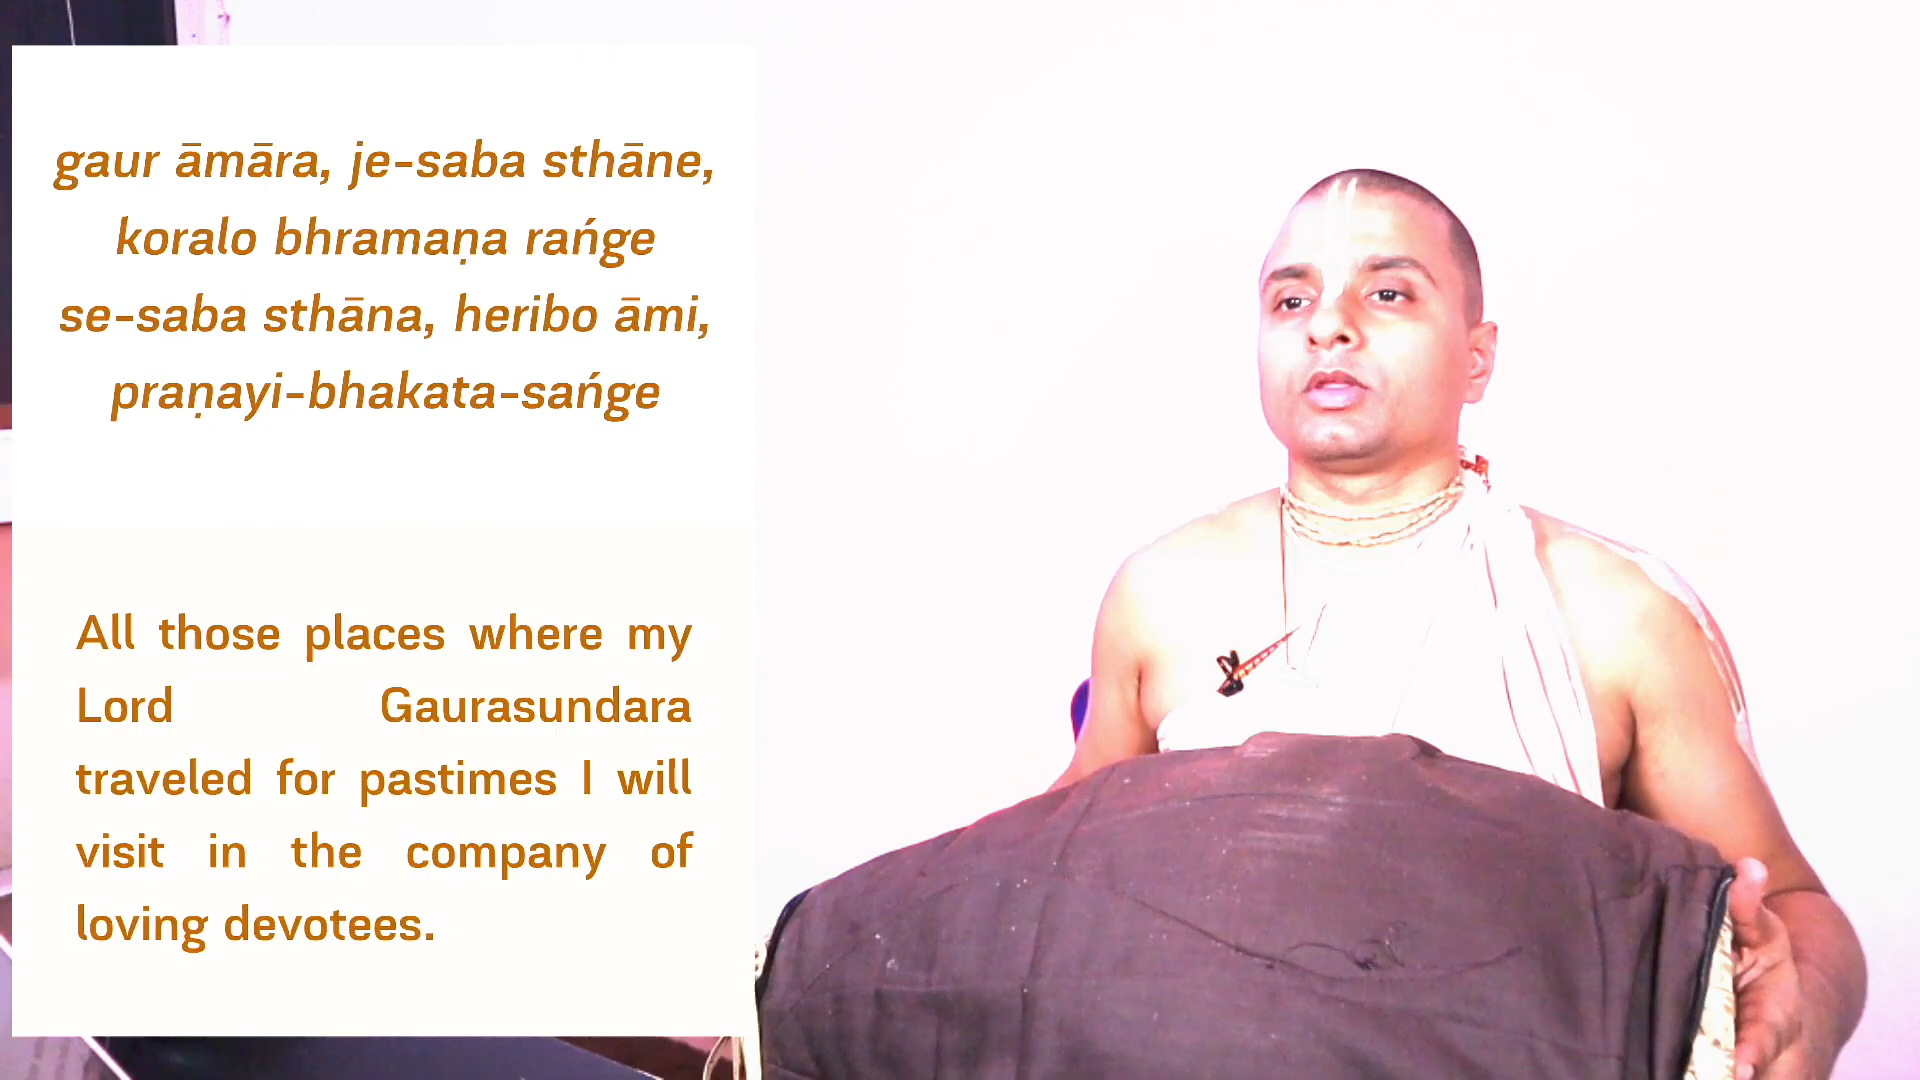 gaur āmāra, je-saba sthāne,
koralo bhramaṇa rańge
se-saba sthāna, heribo āmi,
praṇayi-bhakata-sańge
All those places where my
Lord Gaurasundara
traveled for pastimes I will
visit in the company of
loving devotees.